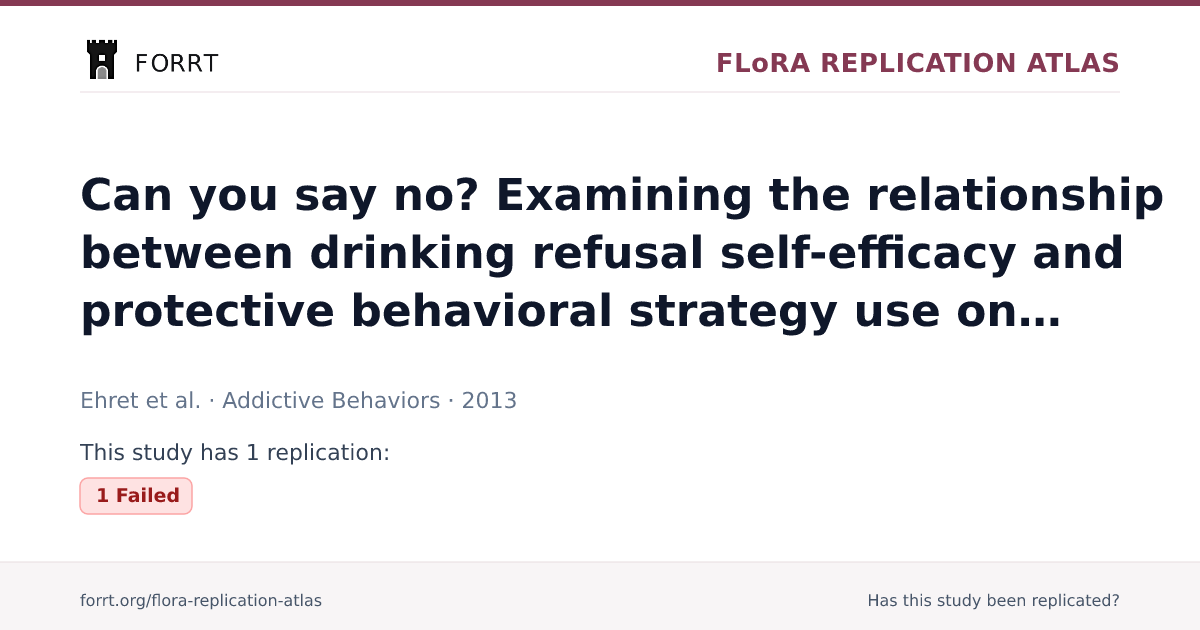 FORRT
FLoRA REPLICATION ATLAS
Can you say no? Examining the relationship
between drinking refusal self-efficacy and
protective behavioral strategy use on…
Ehret et al. · Addictive Behaviors · 2013
This study has 1 replication:
1 Failed
forrt.org/flora-replication-atlas
Has this study been replicated?